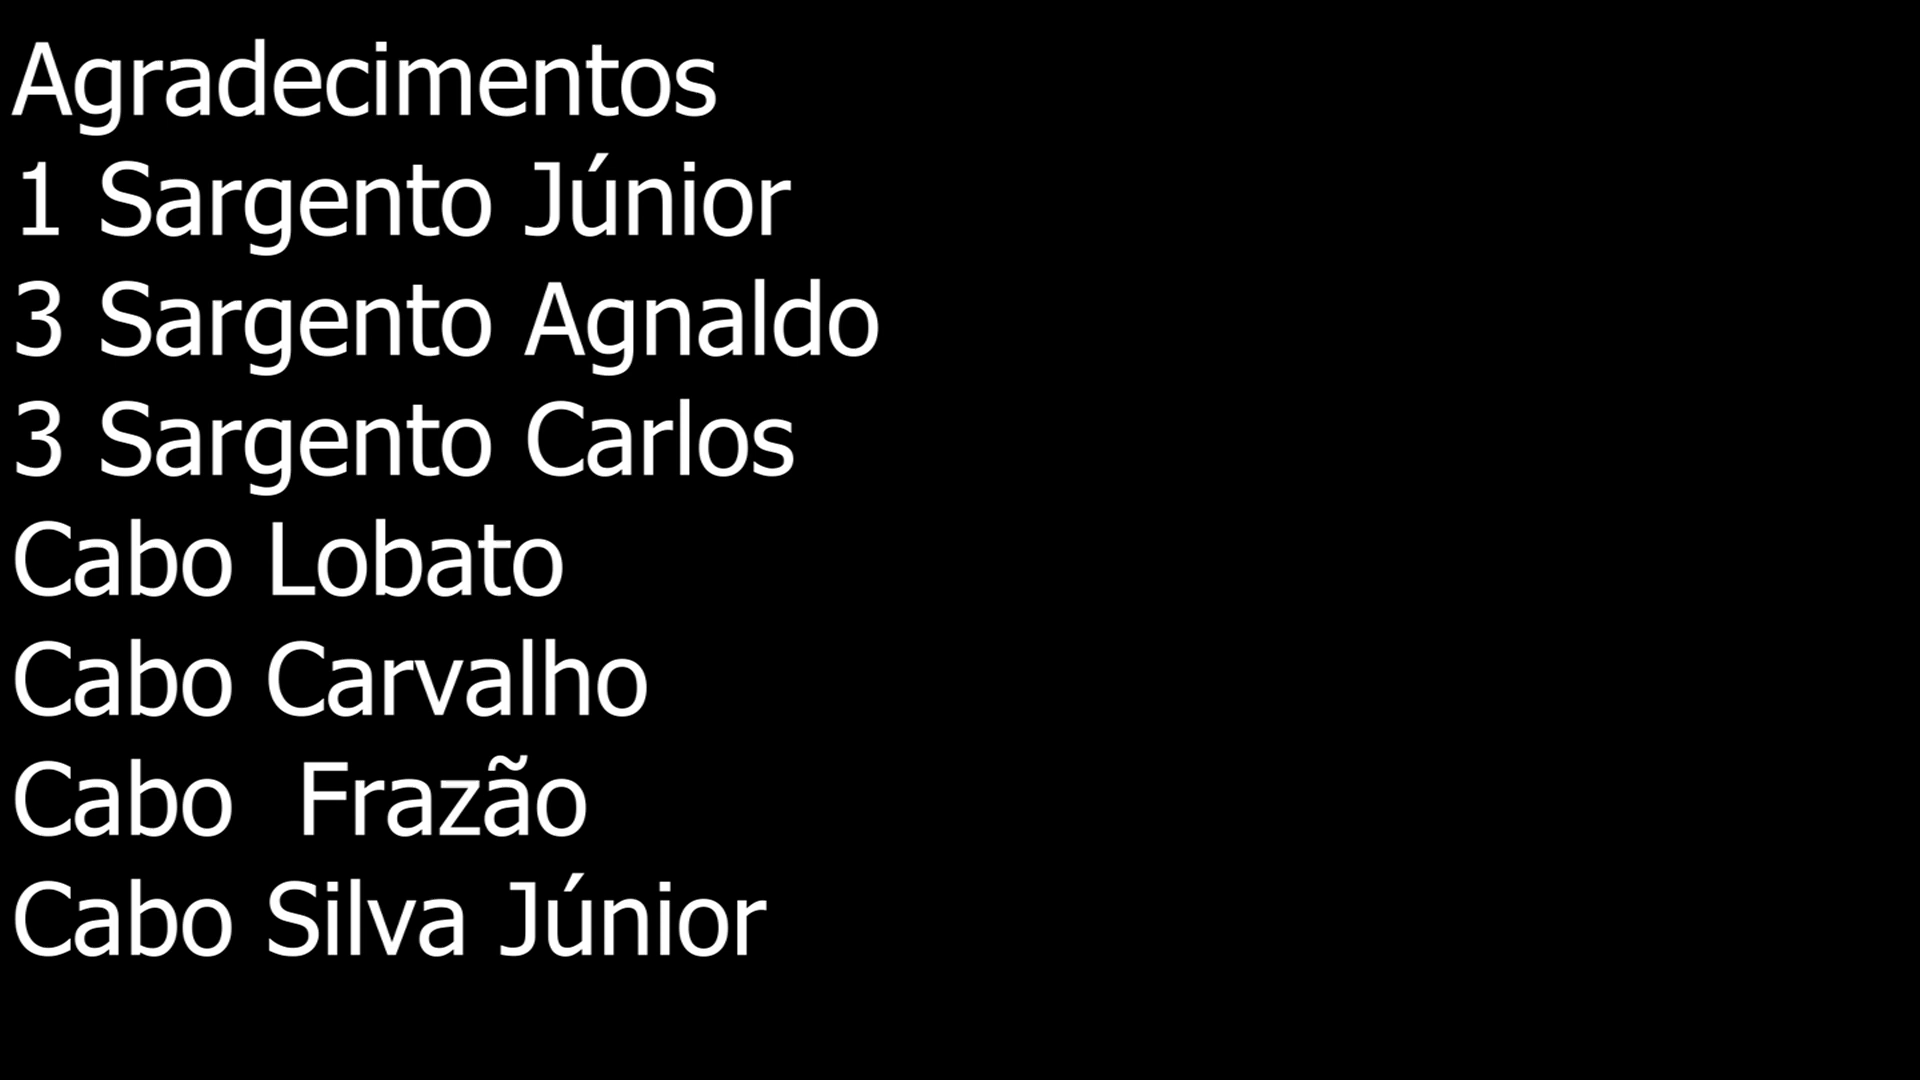 Agradecimentos
1 Sargento Júnior
3 Sargento Agnaldo
3 Sargento Carlos
Cabo Lobato
Cabo Carvalho
Cabo  Frazão
Cabo Silva Júnior